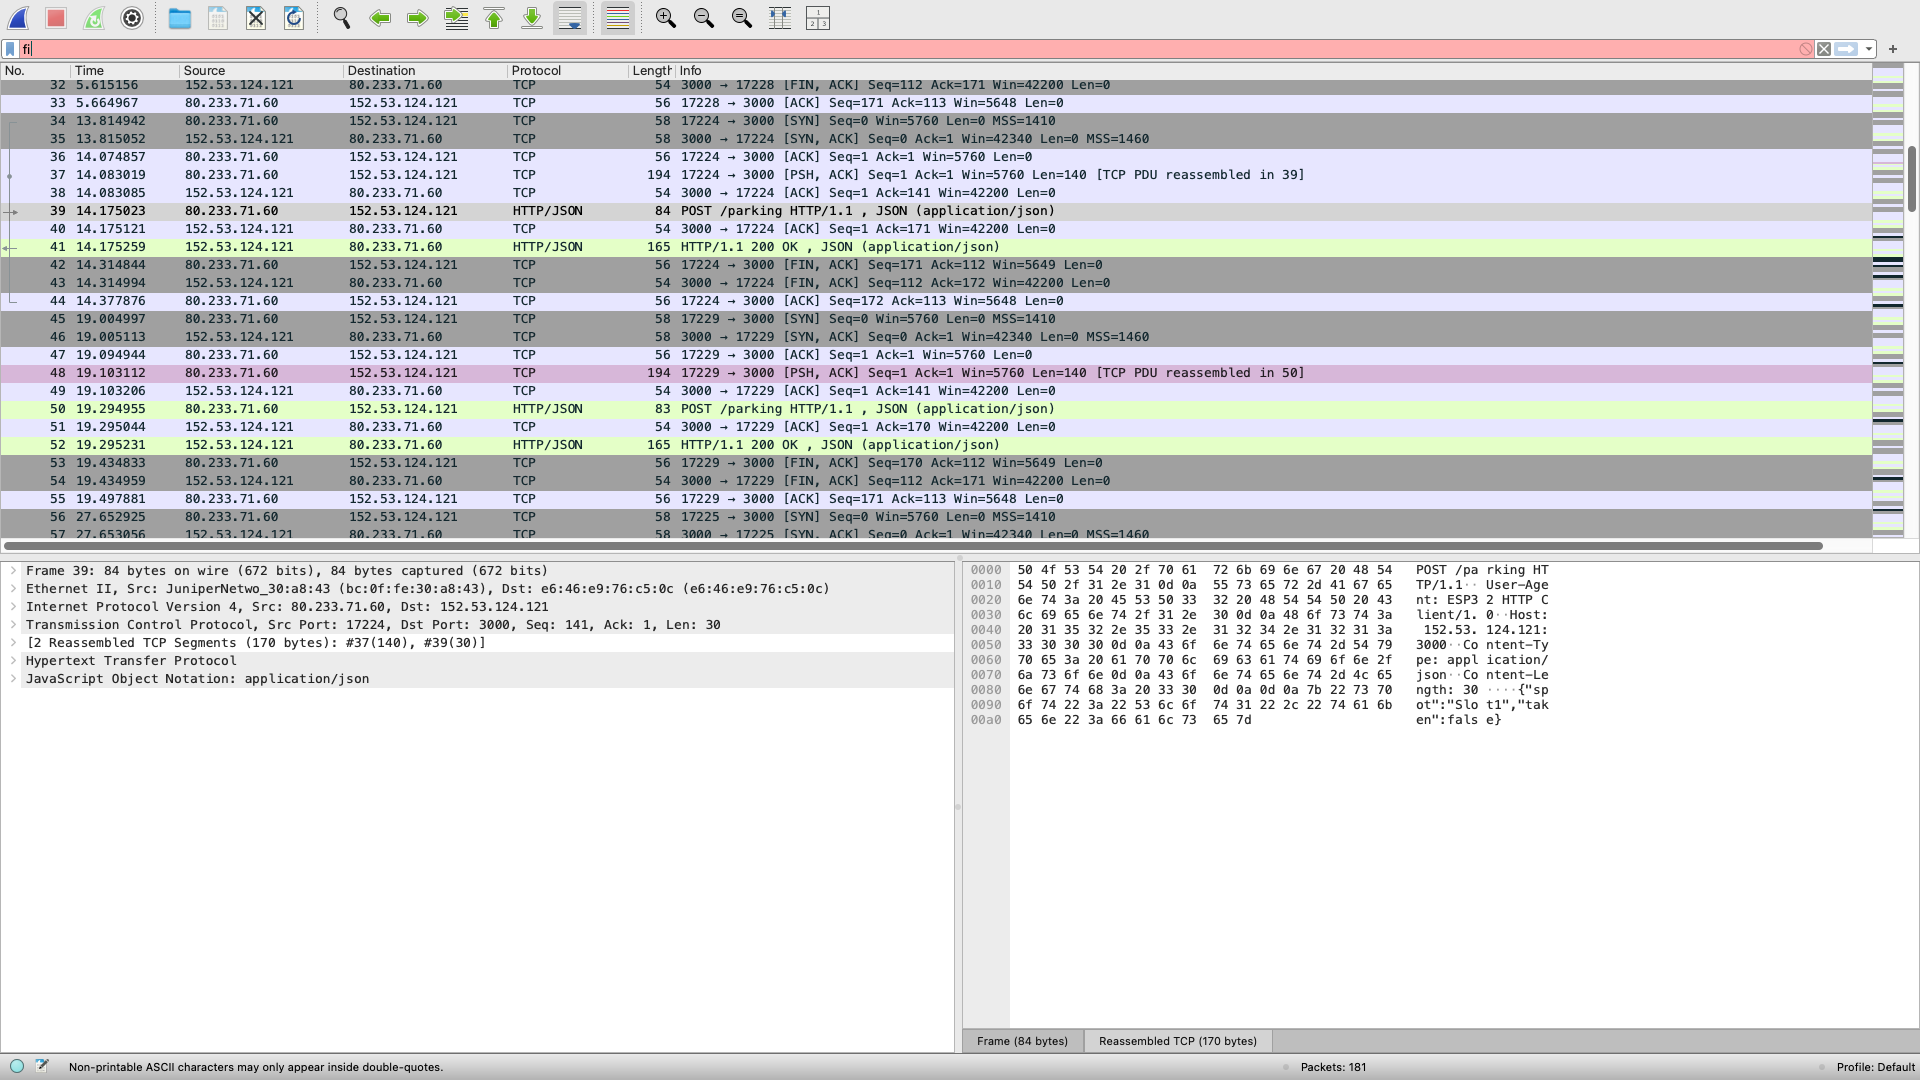 fi
No. Time Source Destination Protocol Length Info
32 5.615156 152.53.124.121 80.233.71.60 TCP 54 3000 → 17228 [FIN, ACK] Seq=112 Ack=171 Win=42200 Len=0
33 5.664967 80.233.71.60 152.53.124.121 TCP 56 17228 → 3000 [ACK] Seq=171 Ack=113 Win=5648 Len=0
34 13.814942 80.233.71.60 152.53.124.121 TCP 58 17224 → 3000 [SYN] Seq=0 Win=5760 Len=0 MSS=1410
35 13.815052 152.53.124.121 80.233.71.60 TCP 58 3000 → 17224 [SYN, ACK] Seq=0 Ack=1 Win=42340 Len=0 MSS=1460
36 14.074857 80.233.71.60 152.53.124.121 TCP 56 17224 → 3000 [ACK] Seq=1 Ack=1 Win=5760 Len=0
37 14.083019 80.233.71.60 152.53.124.121 TCP 194 17224 → 3000 [PSH, ACK] Seq=1 Ack=1 Win=5760 Len=140 [TCP PDU reassembled in 39]
38 14.083085 152.53.124.121 80.233.71.60 TCP 54 3000 → 17224 [ACK] Seq=1 Ack=141 Win=42200 Len=0
39 14.175023 80.233.71.60 152.53.124.121 HTTP/JSON 84 POST /parking HTTP/1.1 , JSON (application/json)
40 14.175121 152.53.124.121 80.233.71.60 TCP 54 3000 → 17224 [ACK] Seq=1 Ack=171 Win=42200 Len=0
41 14.175259 152.53.124.121 80.233.71.60 HTTP/JSON 165 HTTP/1.1 200 OK , JSON (application/json)
42 14.314844 80.233.71.60 152.53.124.121 TCP 56 17224 → 3000 [FIN, ACK] Seq=171 Ack=112 Win=5649 Len=0
43 14.314994 152.53.124.121 80.233.71.60 TCP 54 3000 → 17224 [FIN, ACK] Seq=112 Ack=172 Win=42200 Len=0
44 14.377876 80.233.71.60 152.53.124.121 TCP 56 17224 → 3000 [ACK] Seq=172 Ack=113 Win=5648 Len=0
45 19.004997 80.233.71.60 152.53.124.121 TCP 58 17229 → 3000 [SYN] Seq=0 Win=5760 Len=0 MSS=1410
46 19.005113 152.53.124.121 80.233.71.60 TCP 58 3000 → 17229 [SYN, ACK] Seq=0 Ack=1 Win=42340 Len=0 MSS=1460
47 19.094944 80.233.71.60 152.53.124.121 TCP 56 17229 → 3000 [ACK] Seq=1 Ack=1 Win=5760 Len=0
48 19.103112 80.233.71.60 152.53.124.121 TCP 194 17229 → 3000 [PSH, ACK] Seq=1 Ack=1 Win=5760 Len=140 [TCP PDU reassembled in 50]
49 19.103206 152.53.124.121 80.233.71.60 TCP 54 3000 → 17229 [ACK] Seq=1 Ack=141 Win=42200 Len=0
50 19.294955 80.233.71.60 152.53.124.121 HTTP/JSON 83 POST /parking HTTP/1.1 , JSON (application/json)
51 19.295044 152.53.124.121 80.233.71.60 TCP 54 3000 → 17229 [ACK] Seq=1 Ack=170 Win=42200 Len=0
52 19.295231 152.53.124.121 80.233.71.60 HTTP/JSON 165 HTTP/1.1 200 OK , JSON (application/json)
53 19.434833 80.233.71.60 152.53.124.121 TCP 56 17229 → 3000 [FIN, ACK] Seq=170 Ack=112 Win=5649 Len=0
54 19.434959 152.53.124.121 80.233.71.60 TCP 54 3000 → 17229 [FIN, ACK] Seq=112 Ack=171 Win=42200 Len=0
55 19.497881 80.233.71.60 152.53.124.121 TCP 56 17229 → 3000 [ACK] Seq=171 Ack=113 Win=5648 Len=0
56 27.652925 80.233.71.60 152.53.124.121 TCP 58 17225 → 3000 [SYN] Seq=0 Win=5760 Len=0 MSS=1410
57 27.653056 152.53.124.121 80.233.71.60 TCP 58 3000 → 17225 [SYN, ACK] Seq=0 Ack=1 Win=42340 Len=0 MSS=1460
Frame 39: 84 bytes on wire (672 bits), 84 bytes captured (672 bits)
Ethernet II, Src: JuniperNetwo_30:a8:43 (bc:0f:fe:30:a8:43), Dst: e6:46:e9:76:c5:0c (e6:46:e9:76:c5:0c)
Internet Protocol Version 4, Src: 80.233.71.60, Dst: 152.53.124.121
Transmission Control Protocol, Src Port: 17224, Dst Port: 3000, Seq: 141, Ack: 1, Len: 30
[2 Reassembled TCP Segments (170 bytes): #37(140), #39(30)]
Hypertext Transfer Protocol
JavaScript Object Notation: application/json
0000 50 4f 53 54 20 2f 70 61 72 6b 69 6e 67 20 48 54 POST /pa rking HT
0010 54 50 2f 31 2e 31 0d 0a 55 73 65 72 2d 41 67 65 TP/1.1·· User-Age
0020 6e 74 3a 20 45 53 50 33 32 20 48 54 54 50 20 43 nt: ESP3 2 HTTP C
0030 6c 69 65 6e 74 2f 31 2e 30 0d 0a 48 6f 73 74 3a lient/1. 0··Host:
0040 20 31 35 32 2e 35 33 2e 31 32 34 2e 31 32 31 3a 152.53. 124.121:
0050 33 30 30 30 0d 0a 43 6f 6e 74 65 6e 74 2d 54 79 3000··Co ntent-Ty
0060 70 65 3a 20 61 70 70 6c 69 63 61 74 69 6f 6e 2f pe: appl ication/
0070 6a 73 6f 6e 0d 0a 43 6f 6e 74 65 6e 74 2d 4c 65 json··Co ntent-Le
0080 6e 67 74 68 3a 20 33 30 0d 0a 0d 0a 7b 22 73 70 ngth: 30 ····{"sp
0090 6f 74 22 3a 22 53 6c 6f 74 31 22 2c 22 74 61 6b ot":"Slo t1","tak
00a0 65 6e 22 3a 66 61 6c 73 65 7d en":fals e}
Frame (84 bytes) Reassembled TCP (170 bytes)
Non-printable ASCII characters may only appear inside double-quotes. Packets: 181 Profile: Default